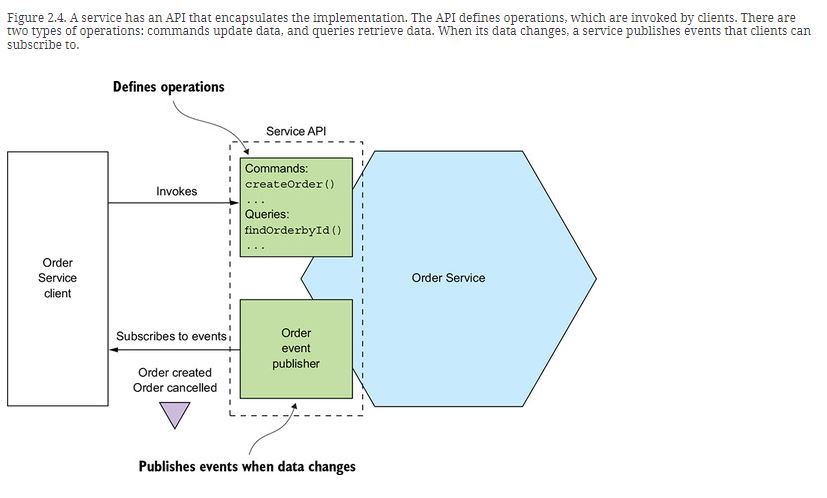 Figure 2.4. A service has an API that encapsulates the implementation. The API defines operations, which are invoked by clients. There are
two types of operations: commands update data, and queries retrieve data. When its data changes, a service publishes events that clients can
subscribe to.
Defines operations
Service API
Commands:
createOrder()
...
Queries:
findOrderbyId()
...
Invokes
Order
Service
client
Order Service
Subscribes to events
Order
event
publisher
Order created
Order cancelled
Publishes events when data changes